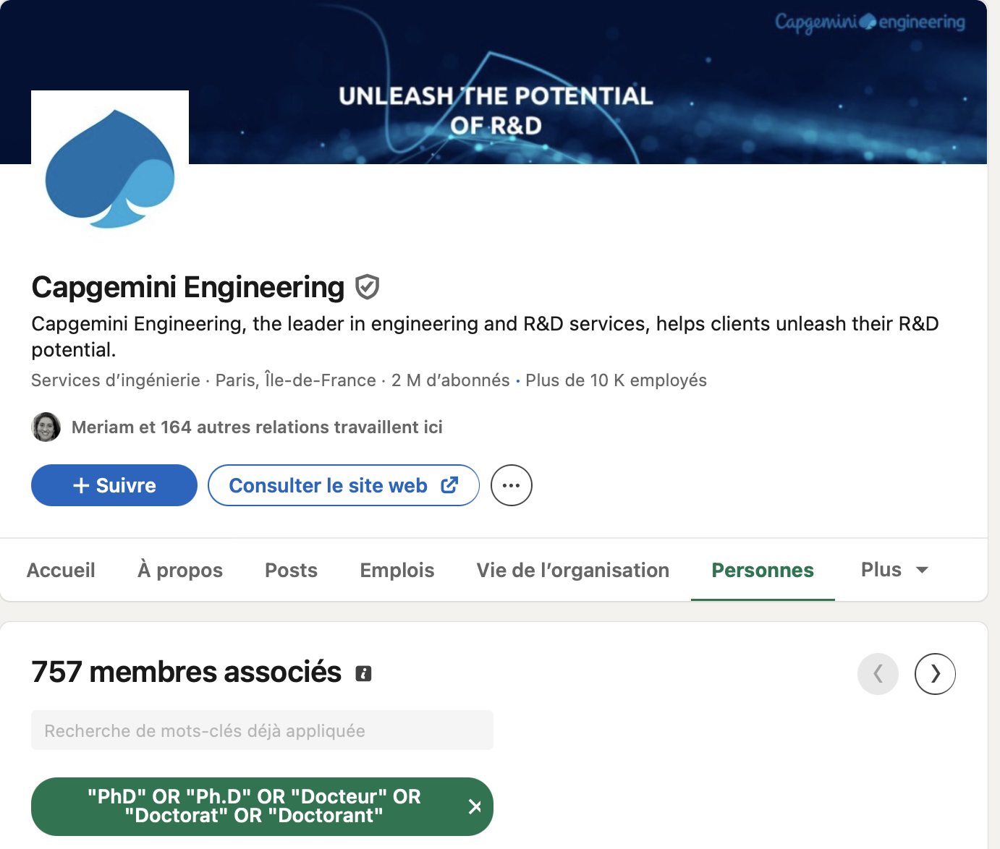 Capgemini engineering
UNLEASH THE POTENTIAL
OF R&D
Capgemini Engineering
Capgemini Engineering, the leader in engineering and R&D services, helps clients unleash their R&D
potential.
Services d’ingénierie · Paris, Île-de-France · 2 M d’abonnés · Plus de 10 K employés
Meriam et 164 autres relations travaillent ici
+ Suivre Consulter le site web ···
Accueil À propos Posts Emplois Vie de l’organisation Personnes Plus
757 membres associés
Recherche de mots-clés déjà appliquée
"PhD" OR "Ph.D" OR "Docteur" OR
"Doctorat" OR "Doctorant"